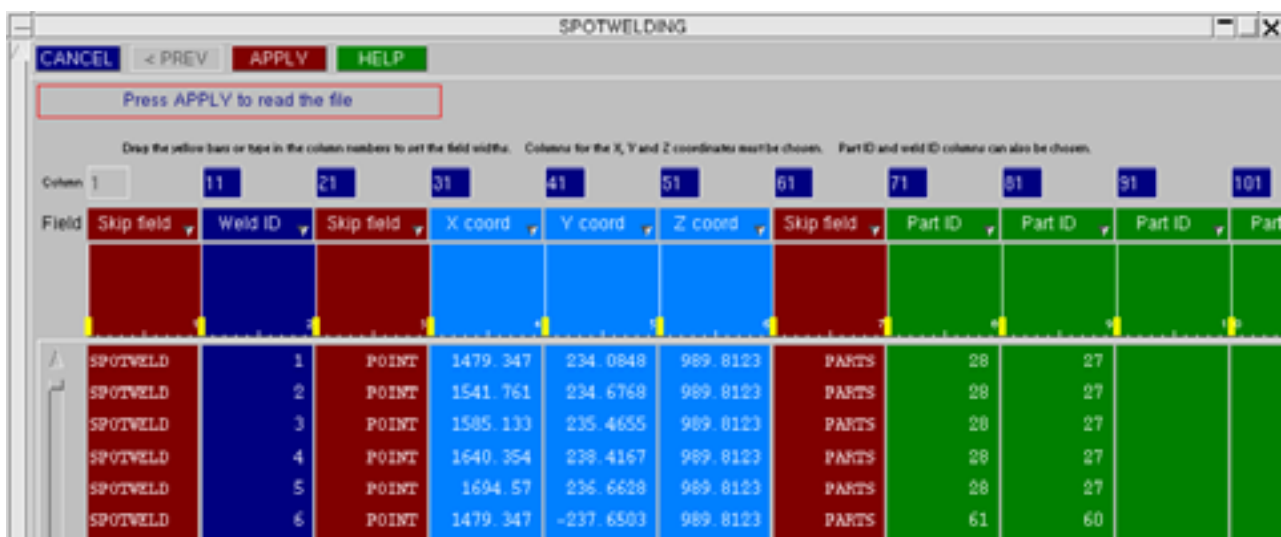 SPOTWELDING
CANCEL < PREV APPLY HELP
Press APPLY to read the file
Drag the yellow bars or type in the column numbers to set the field widths. Columns for the X, Y and Z coordinates must be chosen. Part ID and weld ID columns can also be chosen.
Column 1 11 21 31 41 51 61 71 81 91 101
Field Skip field Weld ID Skip field X coord Y coord Z coord Skip field Part ID Part ID Part ID Part
SPOTWELD 1 POINT 1479.347 234.0848 989.8123 PARTS 28 27
SPOTWELD 2 POINT 1541.761 234.6768 989.8123 PARTS 28 27
SPOTWELD 3 POINT 1585.133 235.4655 989.8123 PARTS 28 27
SPOTWELD 4 POINT 1640.354 238.4167 989.8123 PARTS 28 27
SPOTWELD 5 POINT 1694.57 236.6628 989.8123 PARTS 28 27
SPOTWELD 6 POINT 1479.347 -237.6503 989.8123 PARTS 61 60